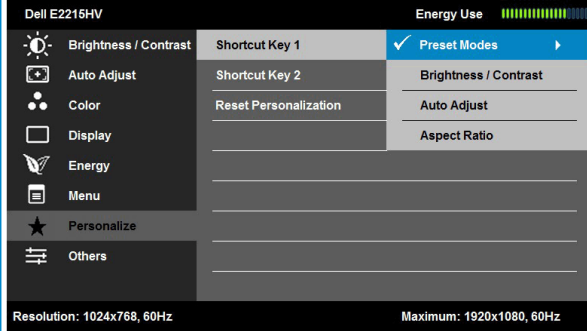 Dell E2215HV Energy Use
Brightness / Contrast Shortcut Key 1 Preset Modes
Auto Adjust Shortcut Key 2 Brightness / Contrast
Color Reset Personalization Auto Adjust
Display Aspect Ratio
Energy
Menu
Personalize
Others
Resolution: 1024x768, 60Hz Maximum: 1920x1080, 60Hz